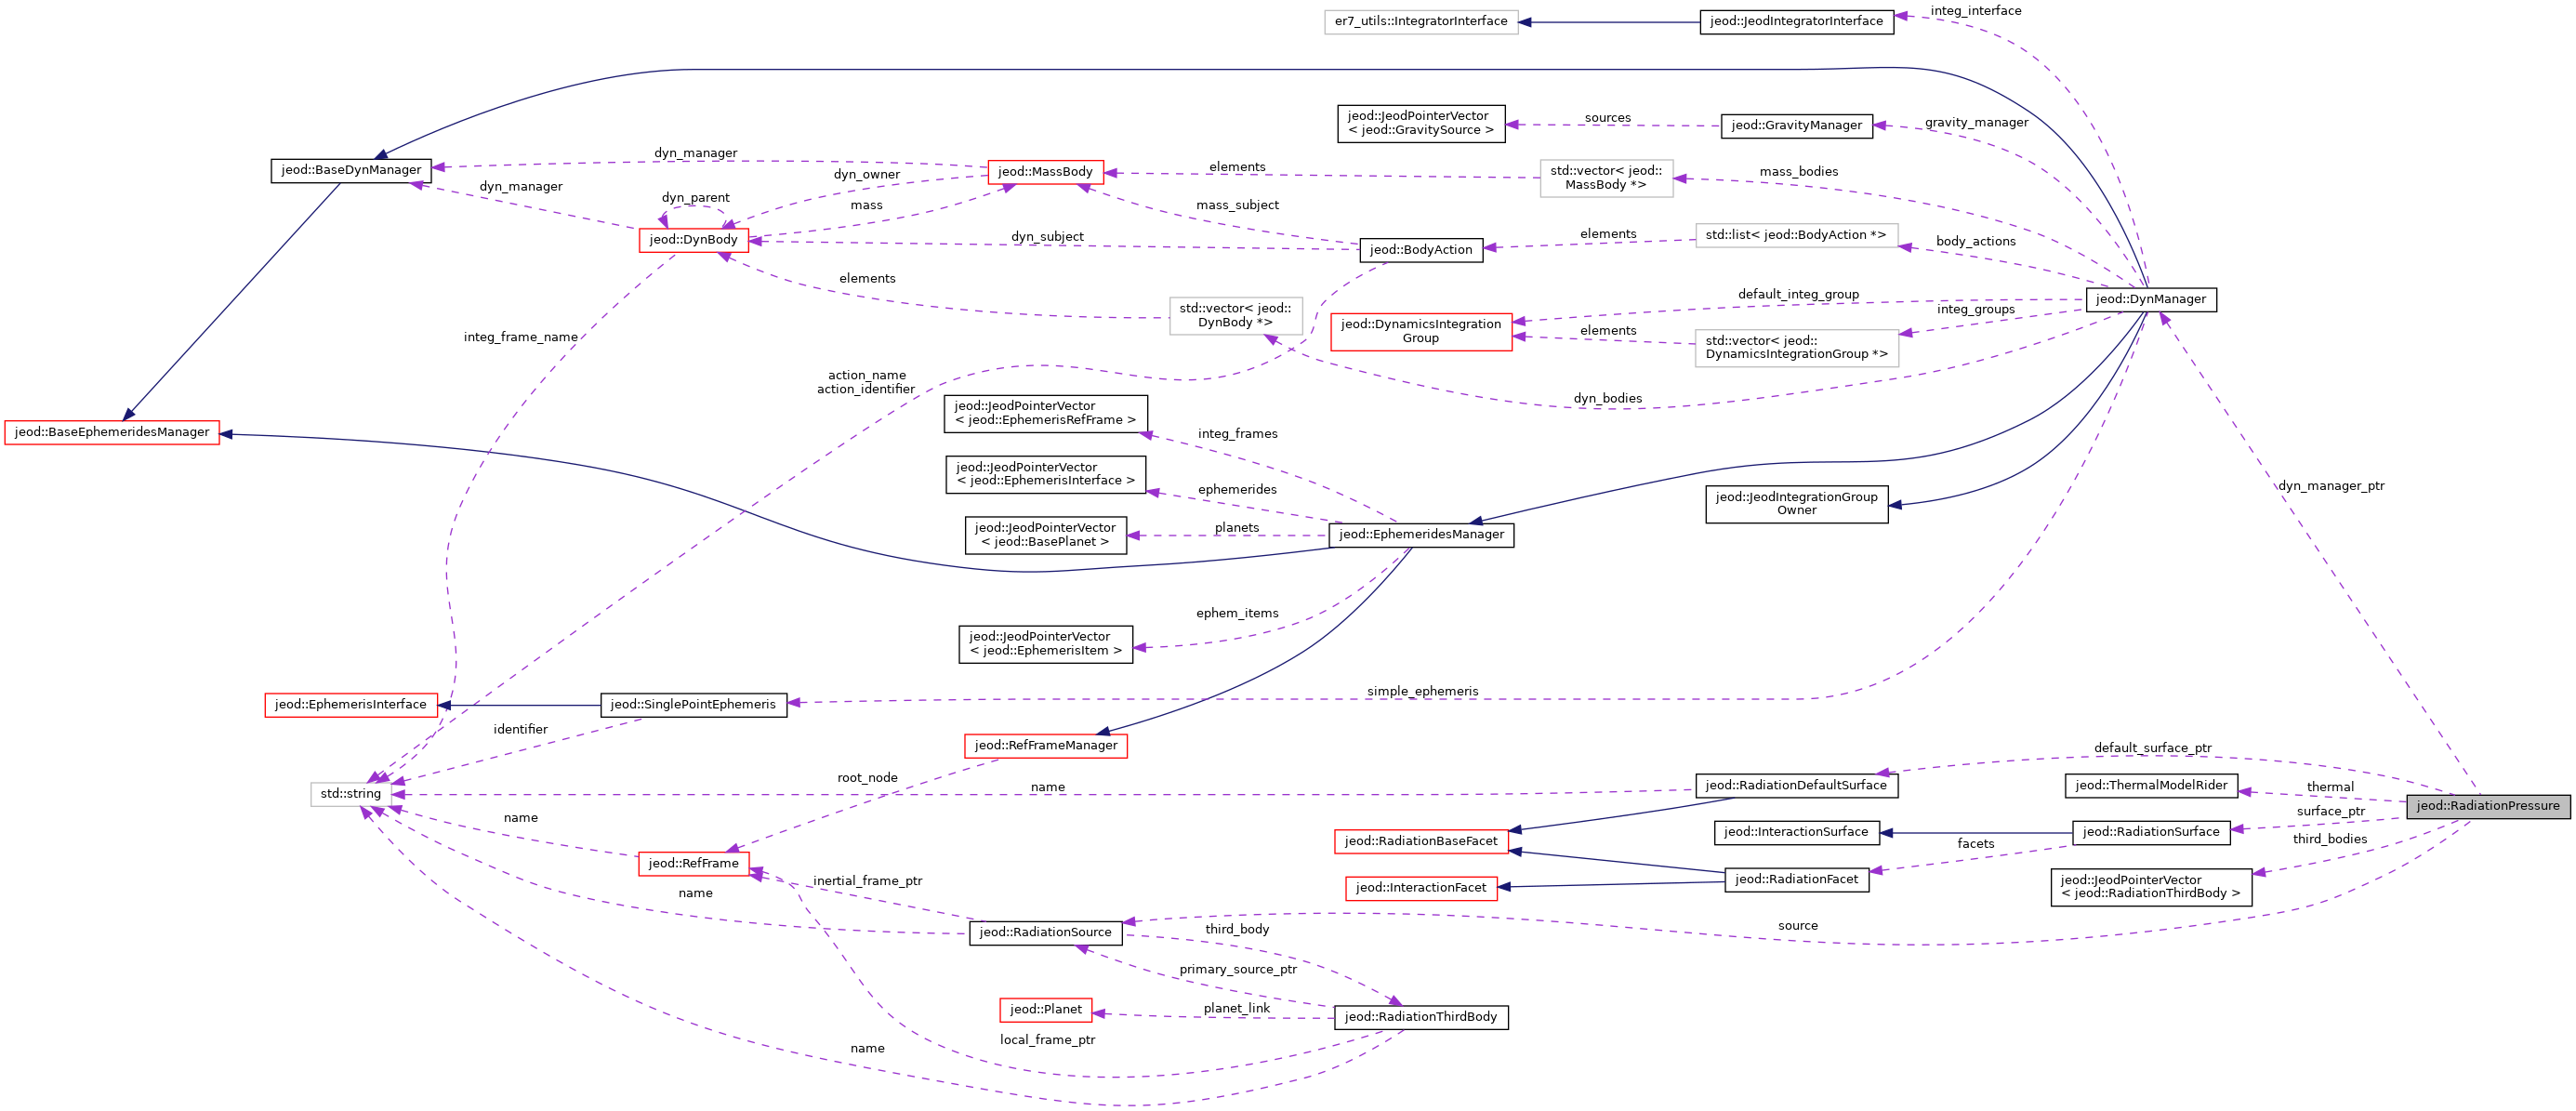 integ_interface
er7_utils::IntegratorInterface
jeod::JeodIntegratorInterface
jeod::JeodPointerVector
< jeod::GravitySource >
sources
jeod::GravityManager
gravity_manager
dyn_manager
jeod::BaseDynManager
dyn_manager
dyn_owner
jeod::MassBody
elements
std::vector< jeod::
MassBody *>
mass_bodies
dyn_parent
mass
mass_subject
jeod::DynBody
dyn_subject
jeod::BodyAction
elements
std::list< jeod::BodyAction *>
body_actions
elements
std::vector< jeod::
DynBody *>
default_integ_group
jeod::DynManager
jeod::DynamicsIntegration
Group
elements
integ_groups
std::vector< jeod::
DynamicsIntegrationGroup *>
integ_frame_name
action_name
action_identifier
dyn_bodies
jeod::JeodPointerVector
< jeod::EphemerisRefFrame >
integ_frames
jeod::BaseEphemeridesManager
jeod::JeodPointerVector
< jeod::EphemerisInterface >
ephemerides
dyn_manager_ptr
jeod::JeodIntegrationGroup
Owner
jeod::JeodPointerVector
< jeod::BasePlanet >
planets
jeod::EphemeridesManager
jeod::JeodPointerVector
< jeod::EphemerisItem >
ephem_items
simple_ephemeris
jeod::EphemerisInterface
jeod::SinglePointEphemeris
identifier
jeod::RefFrameManager
default_surface_ptr
root_node
std::string
name
jeod::RadiationDefaultSurface
jeod::ThermalModelRider
thermal
jeod::RadiationPressure
surface_ptr
name
jeod::RadiationBaseFacet
jeod::InteractionSurface
jeod::RadiationSurface
third_bodies
facets
jeod::RefFrame
inertial_frame_ptr
jeod::InteractionFacet
jeod::RadiationFacet
jeod::JeodPointerVector
< jeod::RadiationThirdBody >
name
jeod::RadiationSource
third_body
source
primary_source_ptr
jeod::Planet
planet_link
jeod::RadiationThirdBody
local_frame_ptr
name